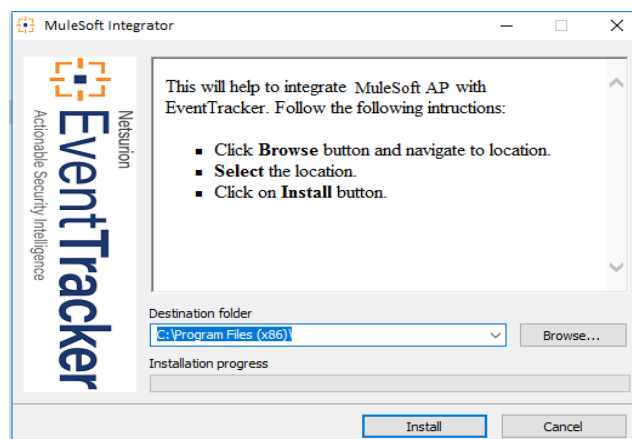 MuleSoft Integrator
Netsurion
EventTracker
Actionable Security Intelligence
This will help to integrate MuleSoft AP with
EventTracker. Follow the following intructions:
▪ Click Browse button and navigate to location.
▪ Select the location.
▪ Click on Install button.
Destination folder
C:\Program Files (x86)\
Browse...
Installation progress
Install
Cancel